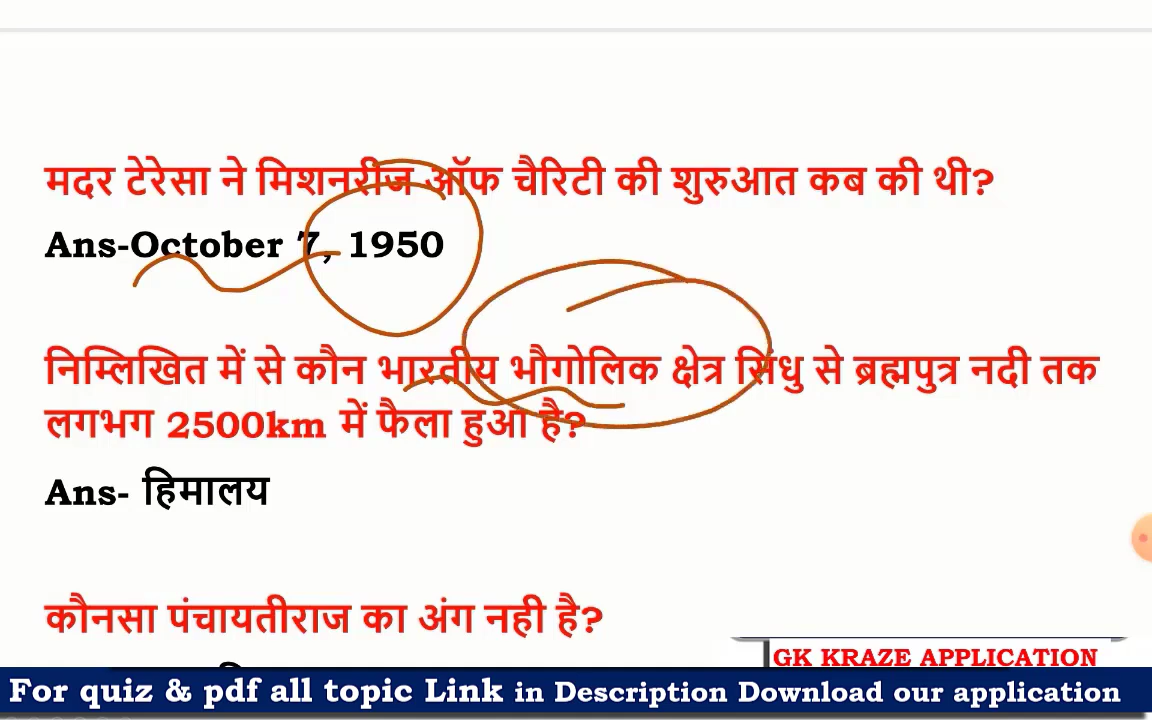 मदर टेरेसा ने मिशनरीज ऑफ चैरिटी की शुरुआत कब की थी?
Ans-October 7, 1950
निम्लिखित में से कौन भारतीय भौगोलिक क्षेत्र सिंधु से ब्रह्मपुत्र नदी तक
लगभग 2500km में फैला हुआ है?
Ans- हिमालय
कौनसा पंचायतीराज का अंग नही है?
GK KRAZE APPLICATION
For quiz & pdf all topic Link in Description Download our application